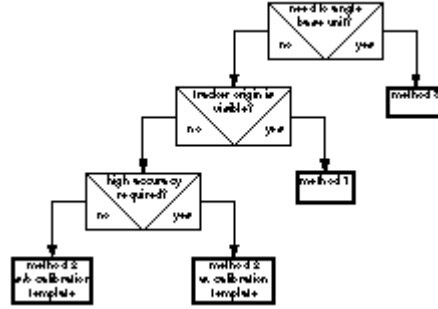 need to angle
base unit?
no yes
method
tracker origin is
visible?
no yes
method 1
high accuracy
required?
no yes
method 2
w/o calibration
template
method 2
w. calibration
template